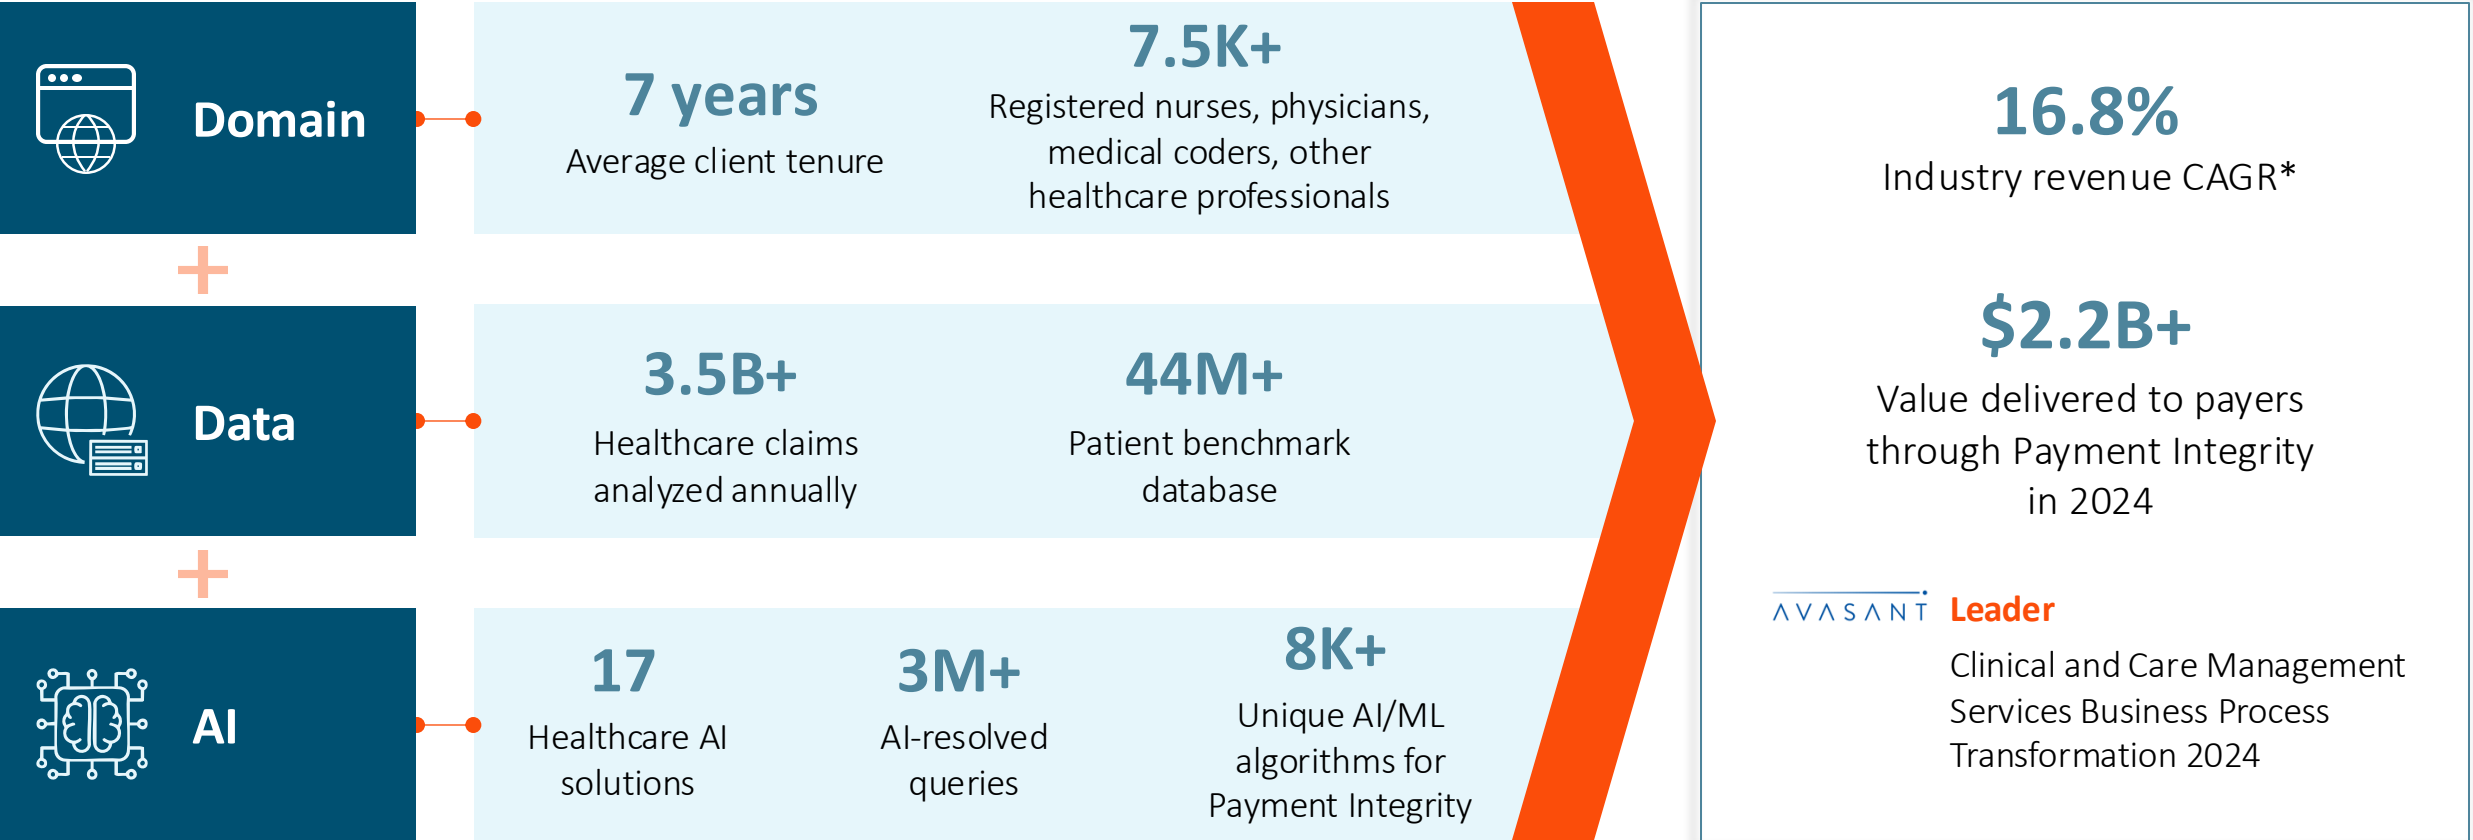 Domain
7 years
Average client tenure
7.5K+
Registered nurses, physicians,
medical coders, other
healthcare professionals
Data
3.5B+
Healthcare claims
analyzed annually
44M+
Patient benchmark
database
AI
17
Healthcare AI
solutions
3M+
AI-resolved
queries
8K+
Unique AI/ML
algorithms for
Payment Integrity
16.8%
Industry revenue CAGR*
$2.2B+
Value delivered to payers
through Payment Integrity
in 2024
AVASANT Leader
Clinical and Care Management
Services Business Process
Transformation 2024